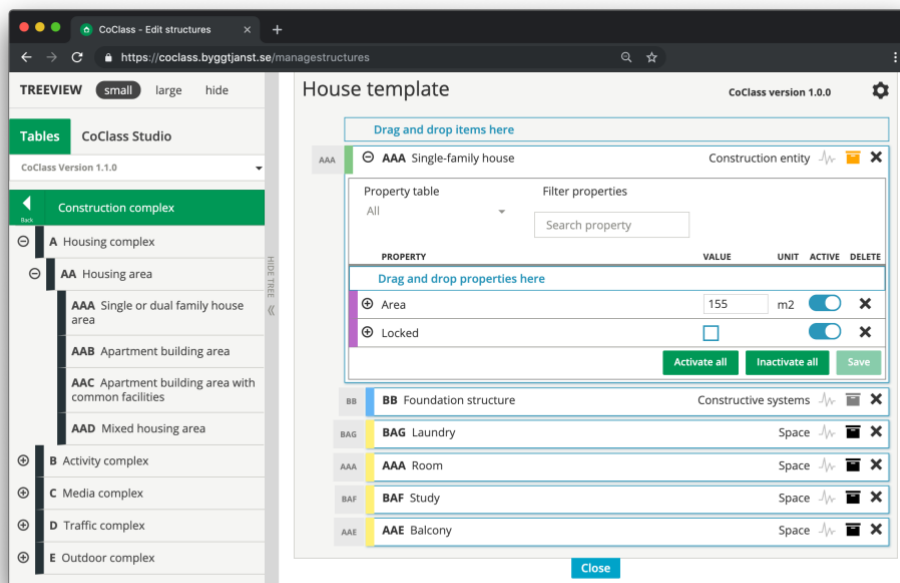 CoClass - Edit structures
https://coclass.byggtjanst.se/managestructures
TREEVIEW small large hide
Tables CoClass Studio
CoClass Version 1.1.0
Back
Construction complex
A Housing complex
AA Housing area
AAA Single or dual family house
area
AAB Apartment building area
AAC Apartment building area with
common facilities
AAD Mixed housing area
B Activity complex
C Media complex
D Traffic complex
E Outdoor complex
HIDE TREE
House template
CoClass version 1.0.0
Drag and drop items here
AAA AAA Single-family house Construction entity
Property table Filter properties
All
Search property
PROPERTY VALUE UNIT ACTIVE DELETE
Drag and drop properties here
Area 155 m2
Locked
Activate all Inactivate all Save
BB BB Foundation structure Constructive systems
BAG BAG Laundry Space
AAA AAA Room Space
BAF BAF Study Space
AAE AAE Balcony Space
Close